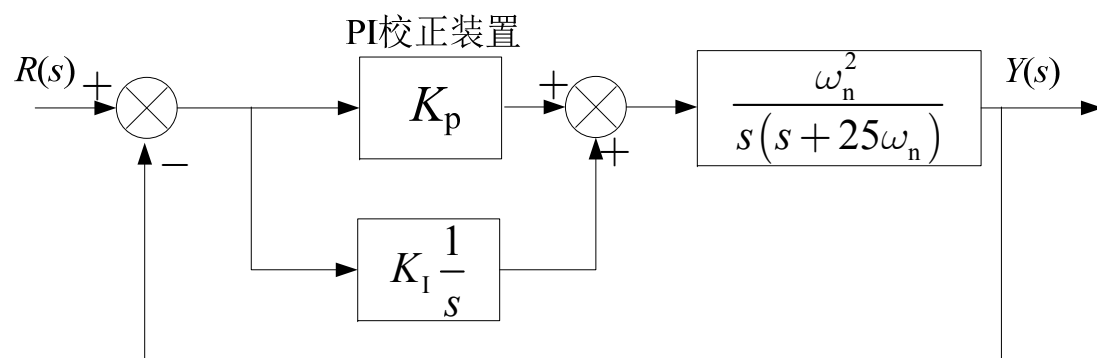 PI校正装置
R(s) + K_p + ω_n^2 / s(s + 25ω_n) Y(s)
− +
K_I 1/s